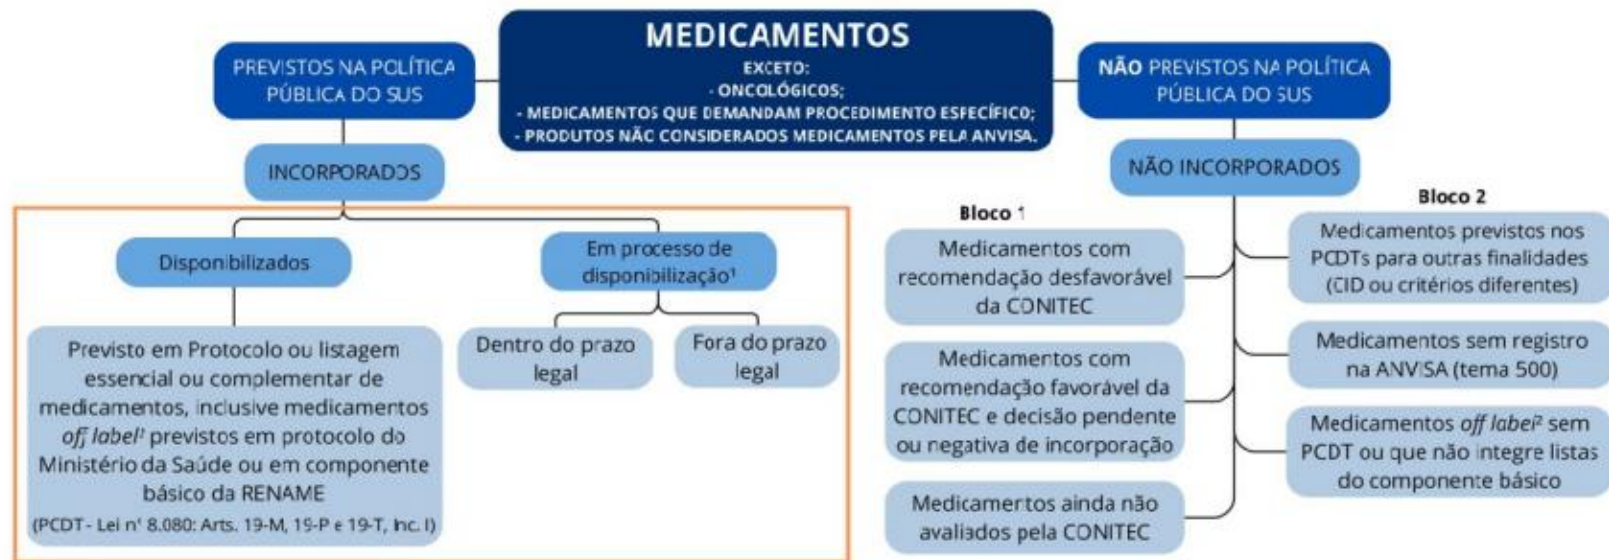 MEDICAMENTOS
EXCETO:
- ONCOLÓGICOS;
- MEDICAMENTOS QUE DEMANDAM PROCEDIMENTO ESPECÍFICO;
- PRODUTOS NÃO CONSIDERADOS MEDICAMENTOS PELA ANVISA.
PREVISTOS NA POLÍTICA
PÚBLICA DO SUS
INCORPORADOS
Disponibilizados
Previsto em Protocolo ou listagem
essencial ou complementar de
medicamentos, inclusive medicamentos
off label² previstos em protocolo do
Ministério da Saúde ou em componente
básico da RENAME
(PCDT - Lei n° 8.080: Arts. 19-M, 19-P e 19-T, Inc. I)
Em processo de
disponibilização¹
Dentro do prazo
legal
Fora do prazo
legal
NÃO PREVISTOS NA POLÍTICA
PÚBLICA DO SUS
NÃO INCORPORADOS
Bloco 1
Medicamentos com
recomendação desfavorável
da CONITEC
Medicamentos com
recomendação favorável da
CONITEC e decisão pendente
ou negativa de incorporação
Medicamentos ainda não
avaliados pela CONITEC
Bloco 2
Medicamentos previstos nos
PCDTs para outras finalidades
(CID ou critérios diferentes)
Medicamentos sem registro
na ANVISA (tema 500)
Medicamentos off label² sem
PCDT ou que não integre listas
do componente básico